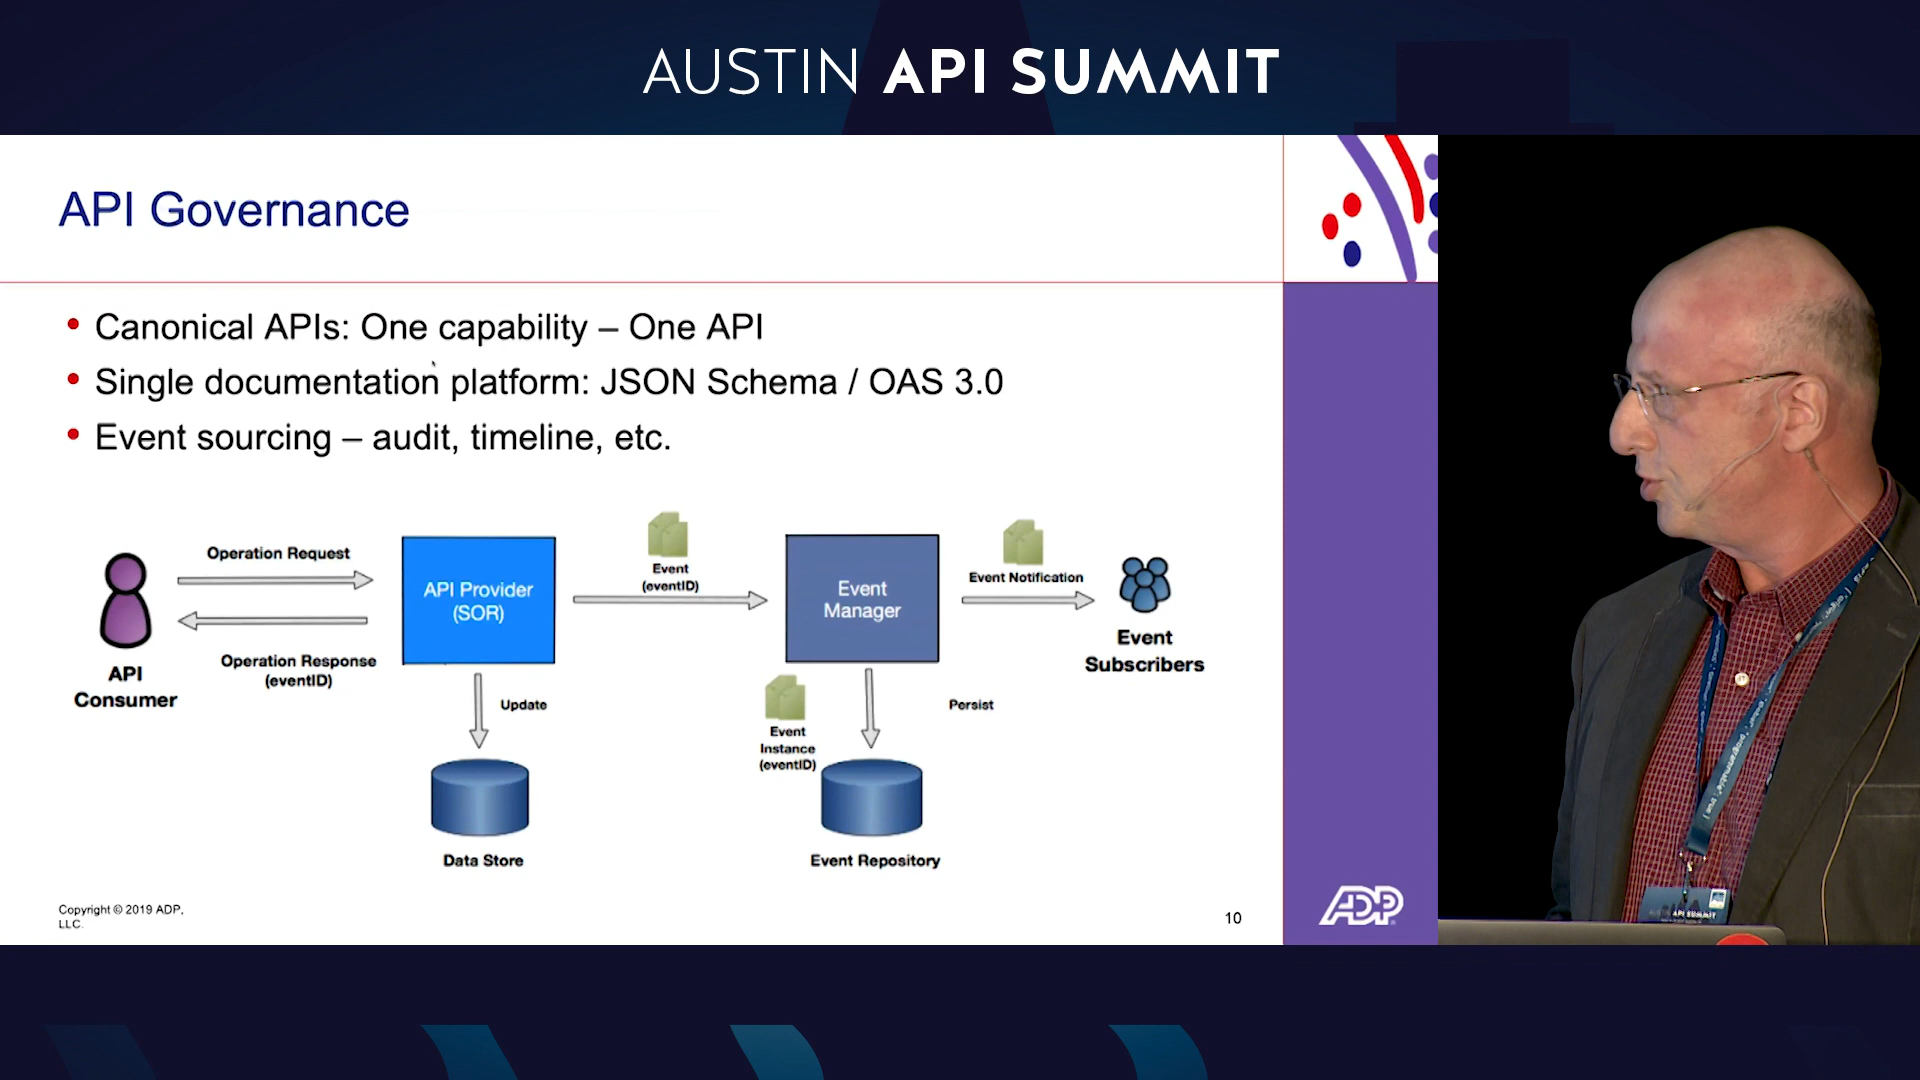 AUSTIN API SUMMIT
API Governance
• Canonical APIs: One capability – One API
• Single documentation platform: JSON Schema / OAS 3.0
• Event sourcing – audit, timeline, etc.
Operation Request
Operation Response
(eventID)
API
Consumer
API Provider
(SOR)
Update
Data Store
Event
(eventID)
Event
Manager
Event
Instance
(eventID)
Persist
Event Repository
Event Notification
Event
Subscribers
Copyright © 2019 ADP,
LLC.
10
ADP
API SUMMIT